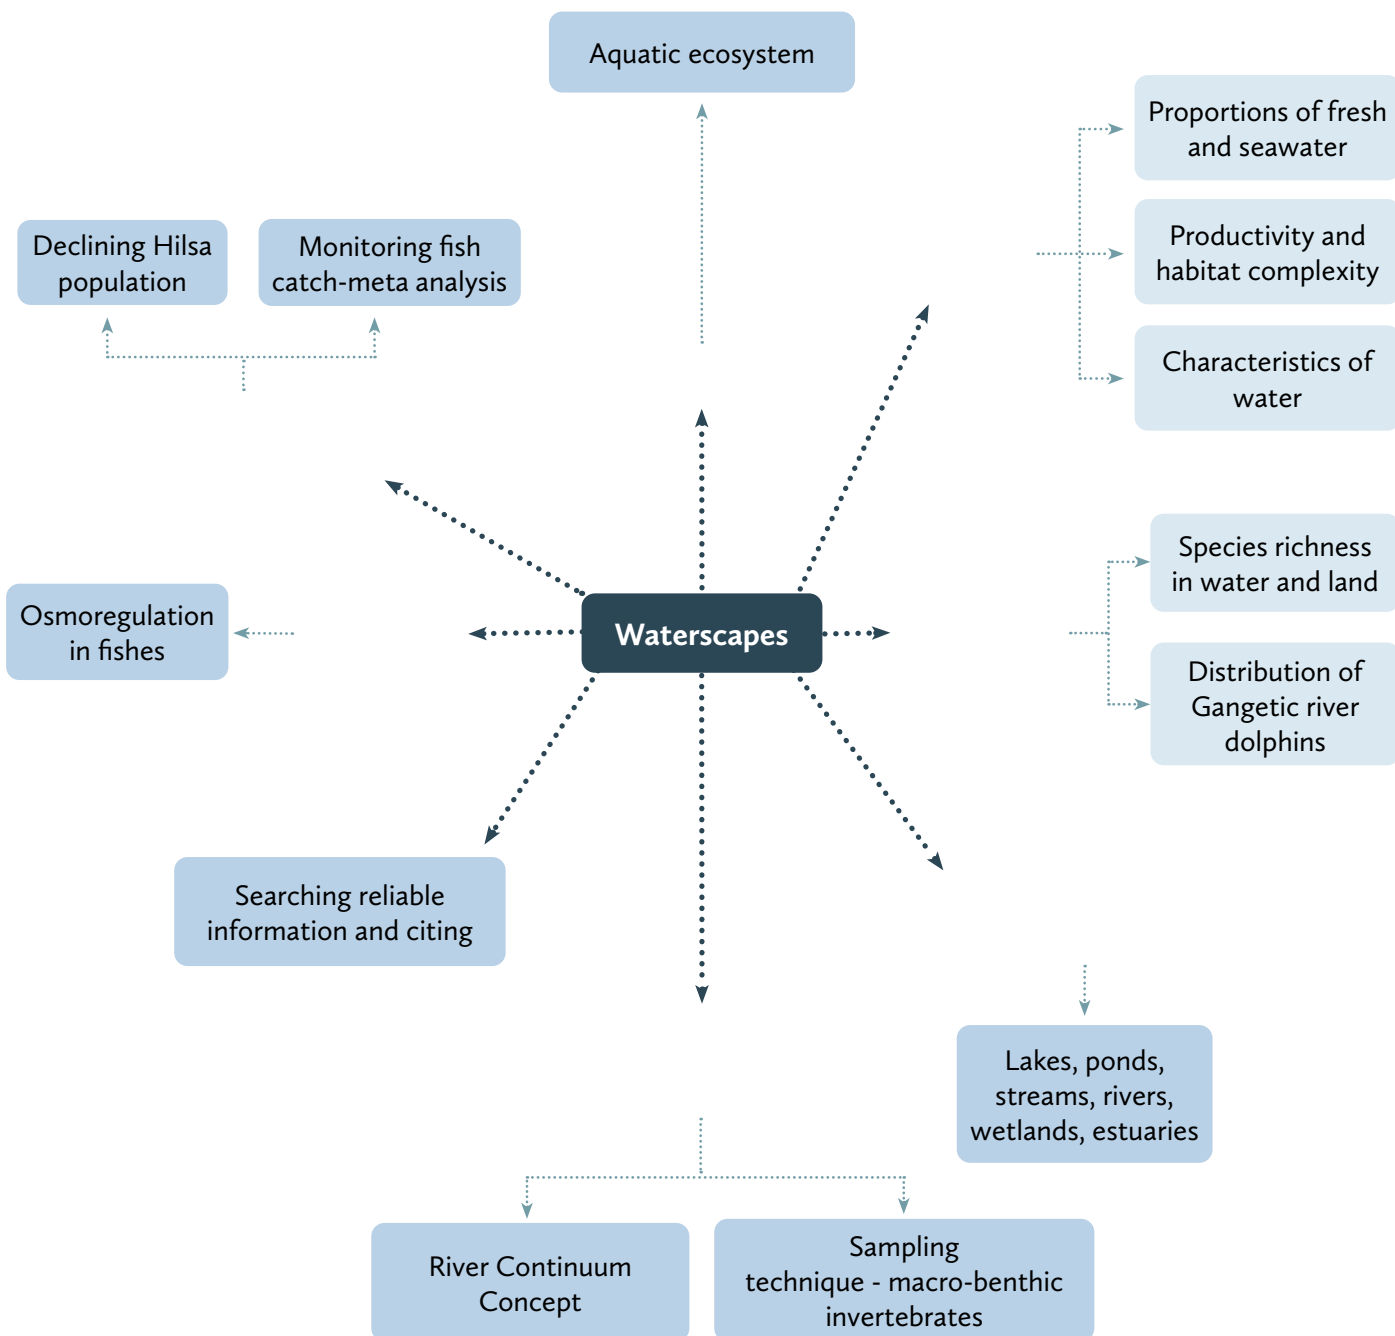 Aquatic ecosystem
Proportions of fresh
and seawater
Productivity and
habitat complexity
Characteristics of
water
Declining Hilsa
population
Monitoring fish
catch-meta analysis
Species richness
in water and land
Distribution of
Gangetic river
dolphins
Osmoregulation
in fishes
Waterscapes
Searching reliable
information and citing
Lakes, ponds,
streams, rivers,
wetlands, estuaries
River Continuum
Concept
Sampling
technique - macro-benthic
invertebrates